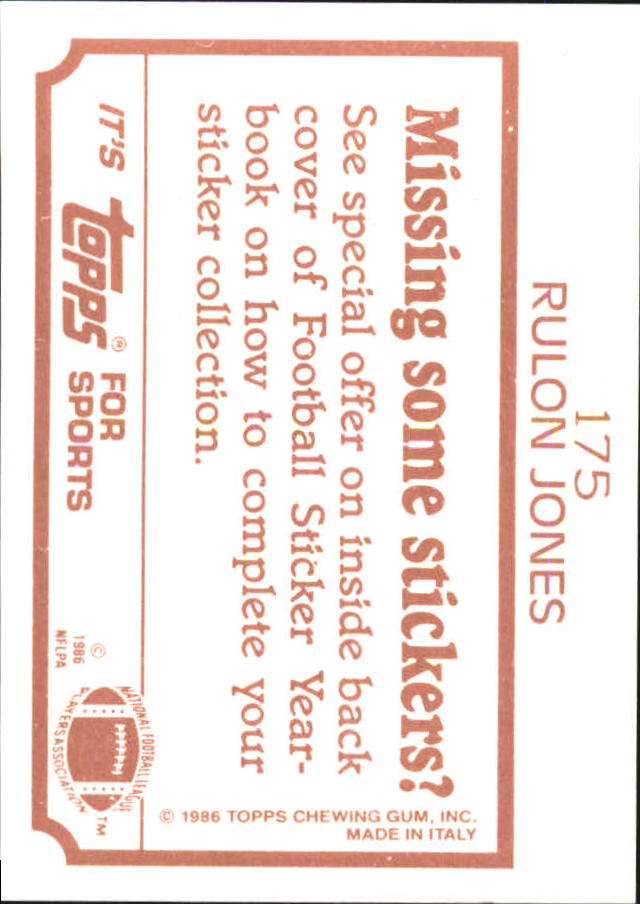 175
RULON JONES
Missing some stickers?
See special offer on inside back
cover of Football Sticker Year-
book on how to complete your
sticker collection.
IT'S Topps® FOR SPORTS
© 1986 NFLPA
NATIONAL FOOTBALL LEAGUE
PLAYERS ASSOCIATION
™
© 1986 TOPPS CHEWING GUM, INC.
MADE IN ITALY